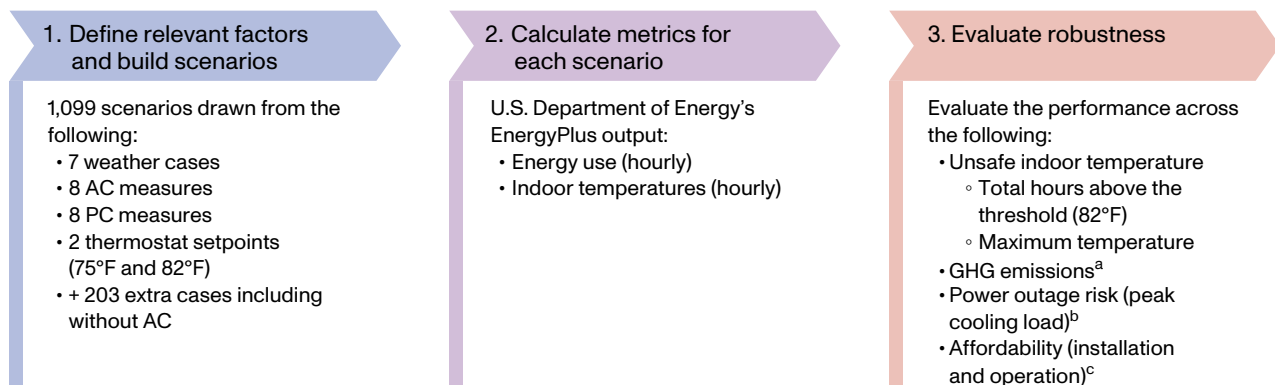 1. Define relevant factors
and build scenarios
1,099 scenarios drawn from the
following:
• 7 weather cases
• 8 AC measures
• 8 PC measures
• 2 thermostat setpoints
(75°F and 82°F)
• + 203 extra cases including
without AC
2. Calculate metrics for
each scenario
U.S. Department of Energy’s
EnergyPlus output:
• Energy use (hourly)
• Indoor temperatures (hourly)
3. Evaluate robustness
Evaluate the performance across
the following:
• Unsafe indoor temperature
◦ Total hours above the
threshold (82°F)
◦ Maximum temperature
• GHG emissionsᵃ
• Power outage risk (peak
cooling load)ᵇ
• Affordability (installation
and operation)ᶜ